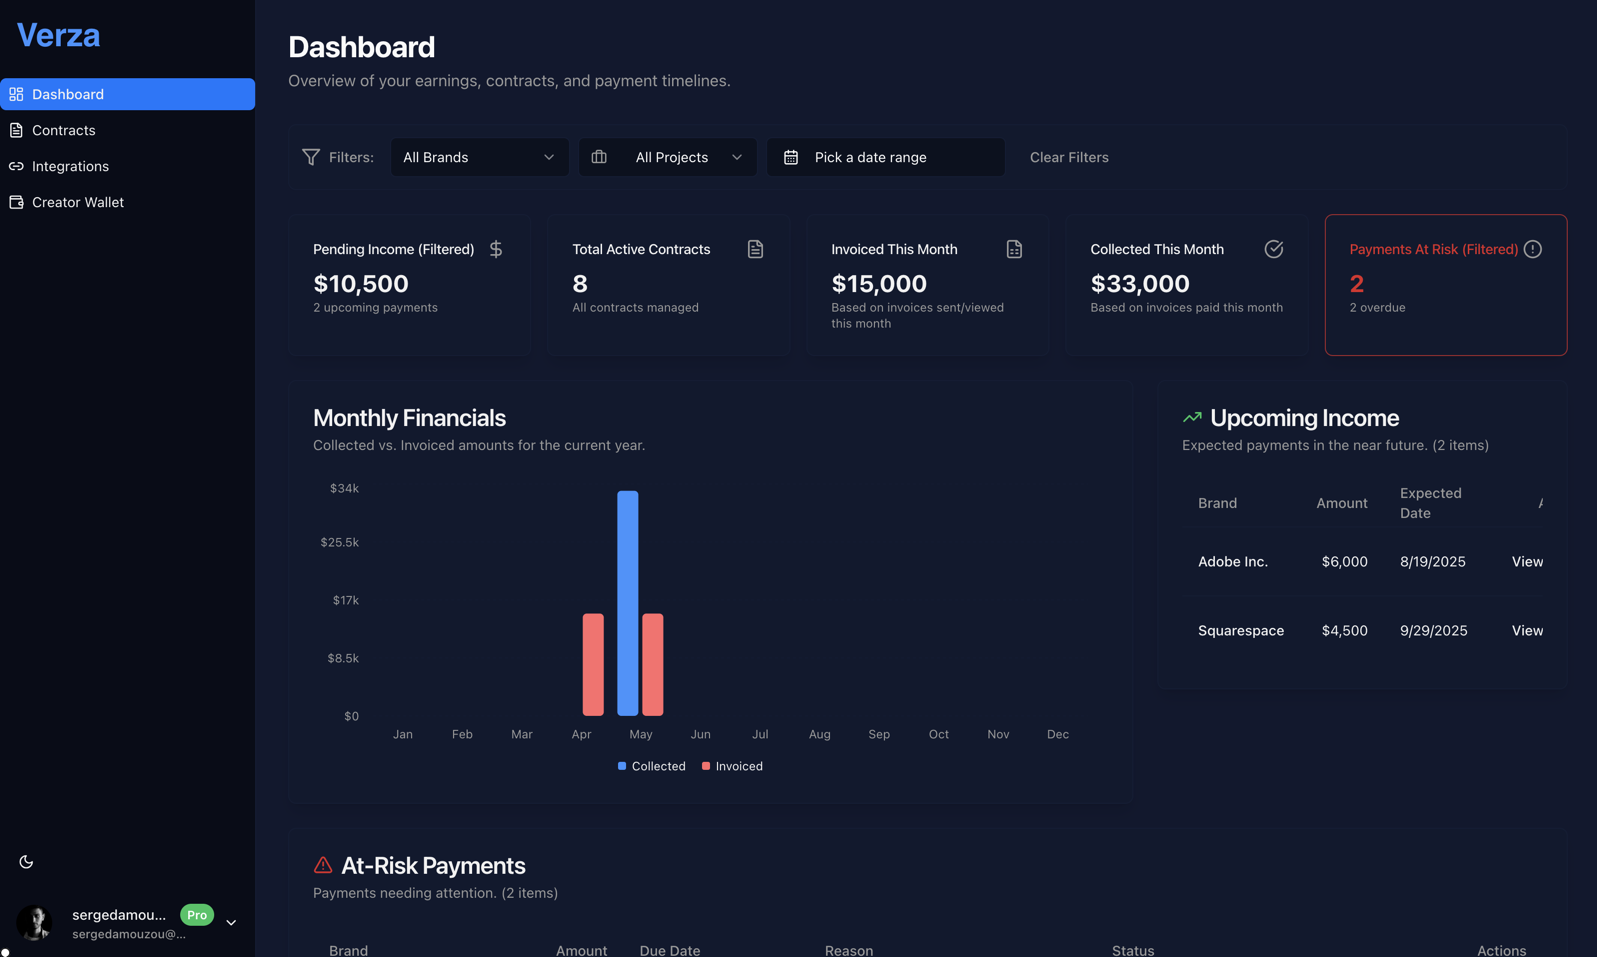 Verza
Dashboard
Contracts
Integrations
Creator Wallet
sergedamou...
Pro
sergedamouzou@...
Dashboard
Overview of your earnings, contracts, and payment timelines.
Filters:
All Brands
All Projects
Pick a date range
Clear Filters
Pending Income (Filtered)
$10,500
2 upcoming payments
Total Active Contracts
8
All contracts managed
Invoiced This Month
$15,000
Based on invoices sent/viewed
this month
Collected This Month
$33,000
Based on invoices paid this month
Payments At Risk (Filtered)
2
2 overdue
Monthly Financials
Collected vs. Invoiced amounts for the current year.
$34k
$25.5k
$17k
$8.5k
$0
Jan Feb Mar Apr May Jun Jul Aug Sep Oct Nov Dec
Collected Invoiced
Upcoming Income
Expected payments in the near future. (2 items)
Brand Amount Expected
Date
Adobe Inc. $6,000 8/19/2025 View
Squarespace $4,500 9/29/2025 View
At-Risk Payments
Payments needing attention. (2 items)
Brand Amount Due Date Reason Status Actions